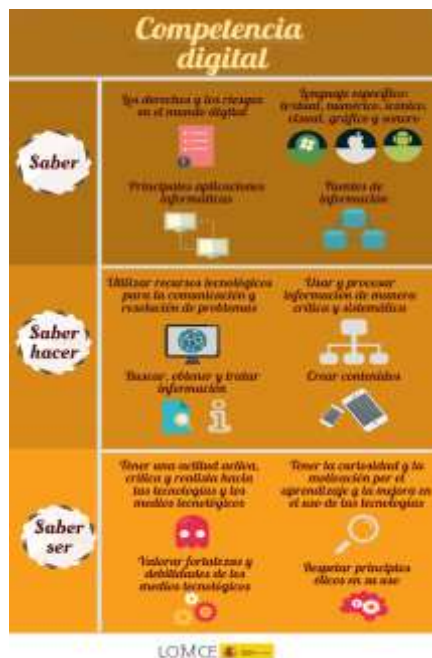 Competencia
digital
Saber
Los derechos y los riesgos
en el mundo digital
Lenguaje específico:
textual, numérico, icónico,
visual, gráfico y sonoro
Principales aplicaciones
informáticas
Fuentes de
información
Saber
hacer
Utilizar recursos tecnológicos
para la comunicación y
resolución de problemas
Usar y procesar
información de manera
crítica y sistemática
Buscar, obtener y tratar
información
Crear contenidos
Saber
ser
Tener una actitud activa,
crítica y realista hacia
las tecnologías y los
medios tecnológicos
Tener la curiosidad y la
motivación por el
aprendizaje y la mejora en
el uso de las tecnologías
Valorar fortalezas y
debilidades de los
medios tecnológicos
Respetar principios
éticos en su uso
LOMCE